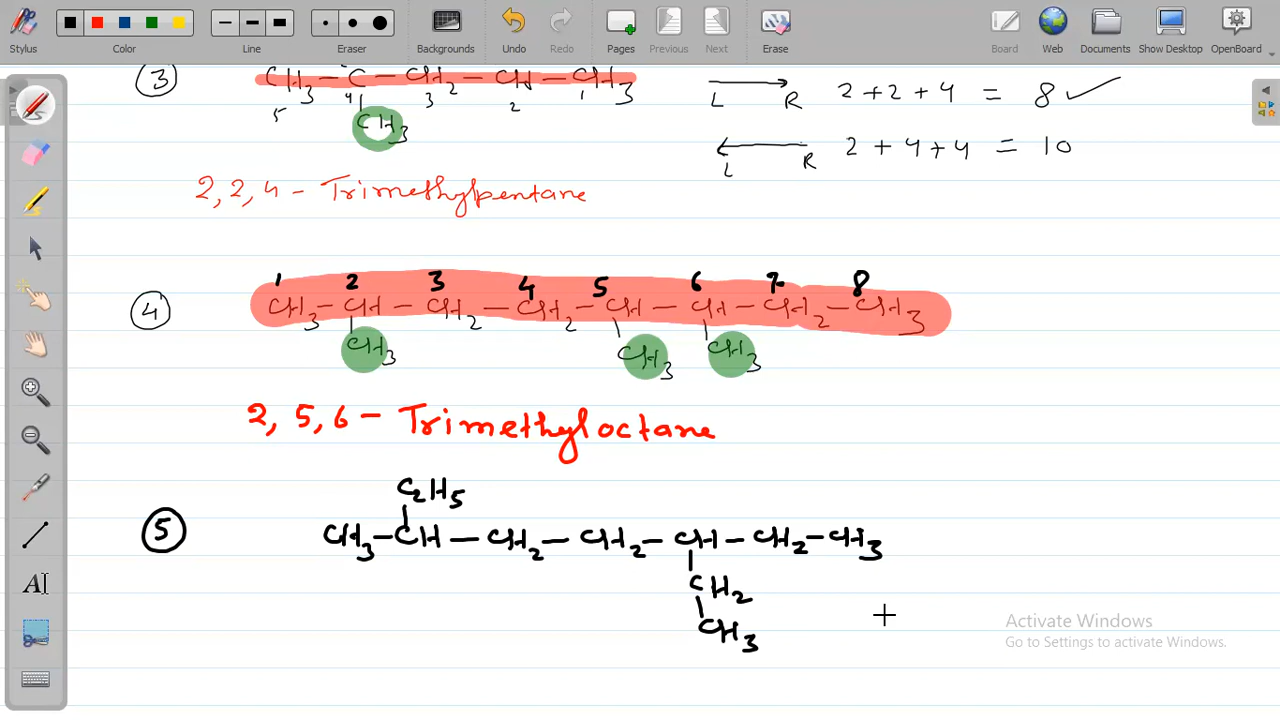 Stylus Color Line Eraser Backgrounds Undo Redo Pages Previous Next Erase Board Web Documents Show Desktop OpenBoard
③ CH3 – C – CH2 – CH – CH3
5 4 3 2 1
CH3
L R 2+2+4 = 8 ✓
L R 2+4+4 = 10
2,2,4 - Trimethylpentane
1 2 3 4 5 6 7 8
④ CH3 – CH – CH2 – CH2 – CH – CH – CH2 – CH3
CH3 CH3 CH3
2, 5, 6 - Trimethyloctane
C2H5
⑤ CH3 – CH – CH2 – CH2 – CH – CH2 – CH3
CH2
CH3
Activate Windows
Go to Settings to activate Windows.
AI